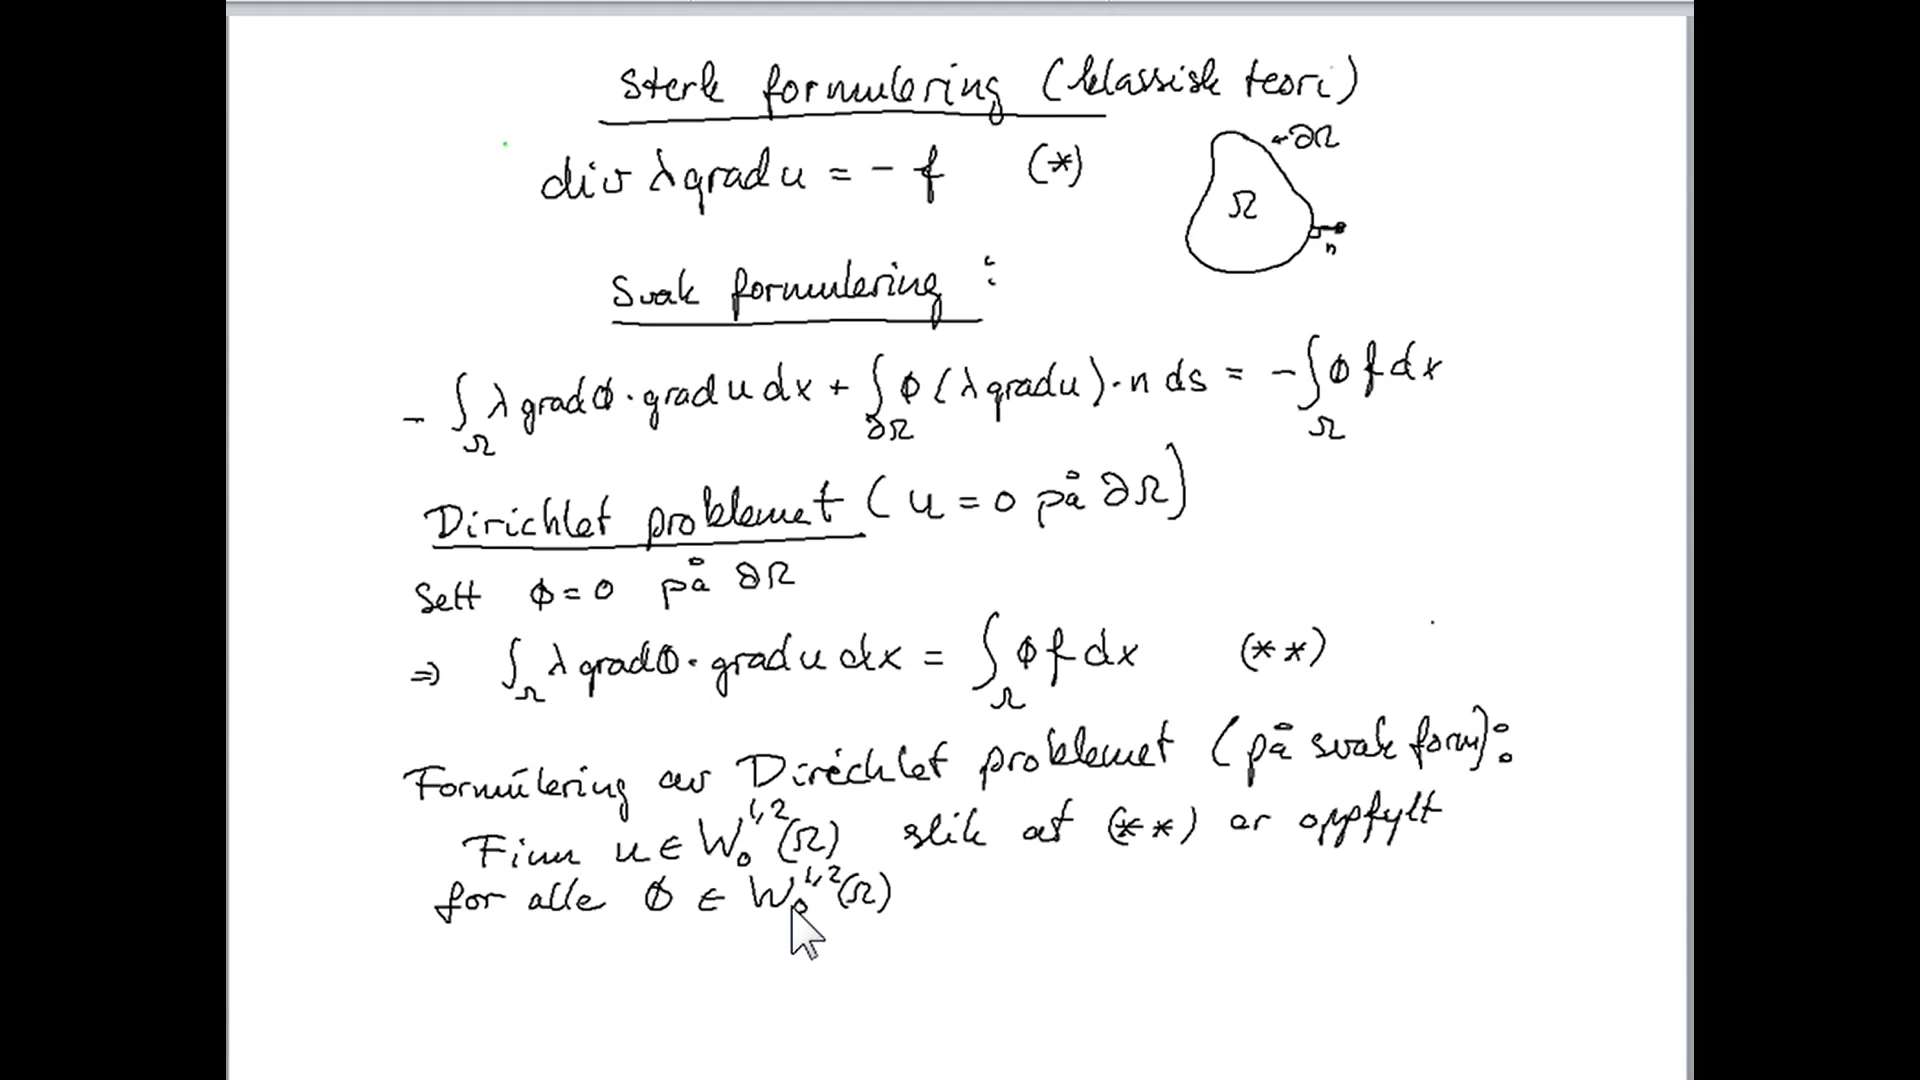 Sterk formulering (klassisk teori)
div λ grad u = - f (*)
∂Ω
Ω
n
Svak formulering :
- ∫_Ω λ grad ϕ · grad u dx + ∫_∂Ω ϕ (λ grad u) · n ds = - ∫_Ω ϕ f dx
Dirichlet problemet (u = 0 på ∂Ω)
Sett ϕ = 0 på ∂Ω
⇒ ∫_Ω λ grad ϕ · grad u dx = ∫_Ω ϕ f dx (**)
Formulering av Dirichlet problemet (på svak form):
Finn u ∈ W_0^{1,2}(Ω) slik at (**) er oppfylt
for alle ϕ ∈ W_0^{1,2}(Ω)